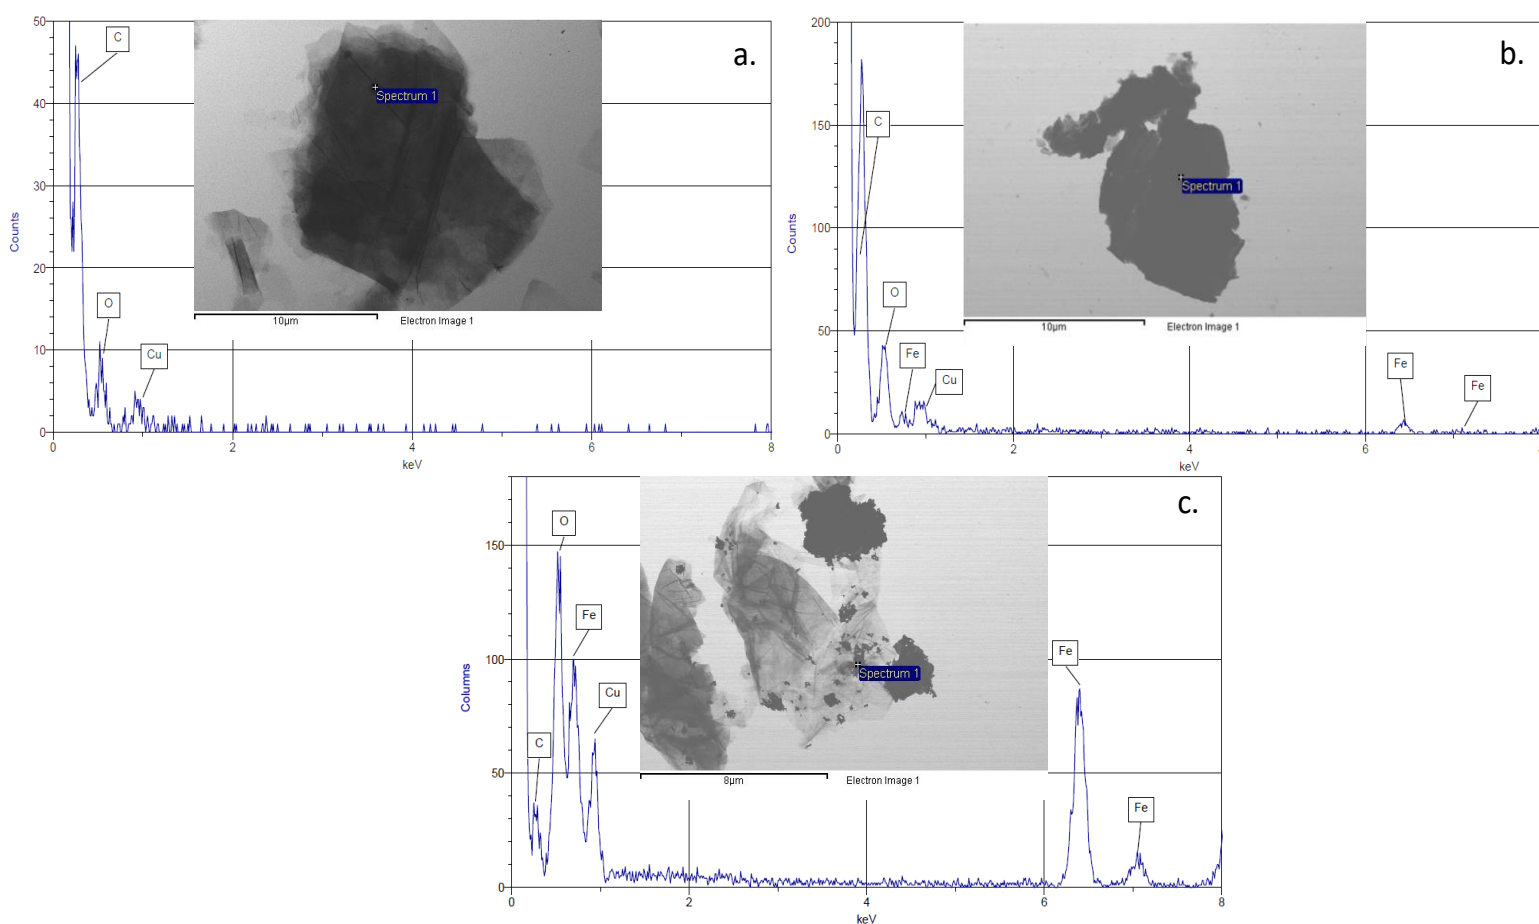 a.
50
40
30
20
10
0
Counts
C
O
Cu
Spectrum 1
10µm
Electron Image 1
0
2
4
6
8
keV
b.
200
150
100
50
0
Counts
C
O
Fe
Cu
Fe
Fe
Spectrum 1
10µm
Electron Image 1
0
2
4
6
keV
c.
150
100
50
0
Columns
C
O
Fe
Cu
Fe
Fe
Spectrum 1
8µm
Electron Image 1
0
2
4
6
8
keV